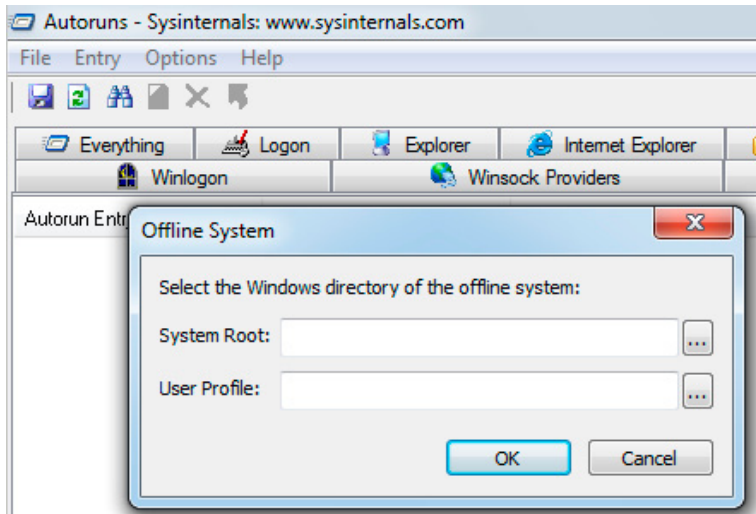 Autoruns - Sysinternals: www.sysinternals.com
File Entry Options Help
Everything Logon Explorer Internet Explorer
Winlogon Winsock Providers
Autorun Entr
Offline System
Select the Windows directory of the offline system:
System Root: ...
User Profile: ...
OK Cancel